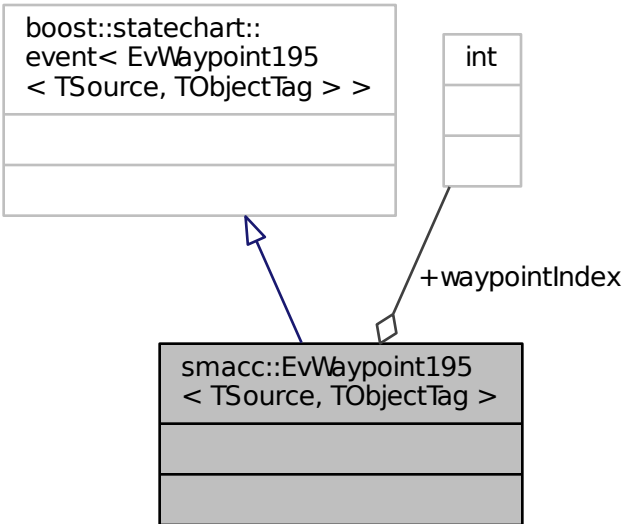 boost::statechart::
event< EvWaypoint195
< TSource, TObjectTag > >
int
+waypointIndex
smacc::EvWaypoint195
< TSource, TObjectTag >